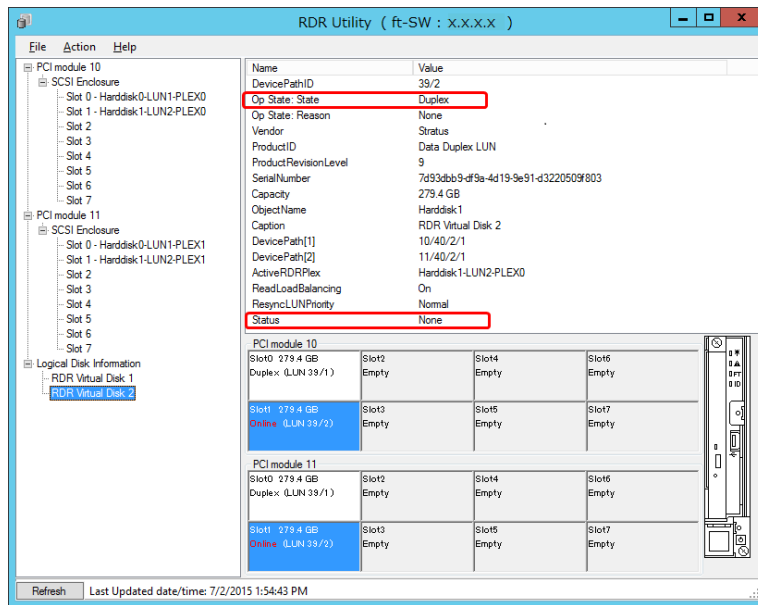 RDR Utility ( ft-SW : x.x.x.x )
File Action Help
PCI module 10
SCSI Enclosure
Slot 0 - Harddisk0-LUN1-PLEX0
Slot 1 - Harddisk1-LUN2-PLEX0
Slot 2
Slot 3
Slot 4
Slot 5
Slot 6
Slot 7
PCI module 11
SCSI Enclosure
Slot 0 - Harddisk0-LUN1-PLEX1
Slot 1 - Harddisk1-LUN2-PLEX1
Slot 2
Slot 3
Slot 4
Slot 5
Slot 6
Slot 7
Logical Disk Information
RDR Virtual Disk 1
RDR Virtual Disk 2
Name Value
DevicePathID 39/2
Op State: State Duplex
Op State: Reason None
Vendor Stratus
ProductID Data Duplex LUN
ProductRevisionLevel 9
SerialNumber 7d93dbb9-df9a-4d19-9e91-d3220509f803
Capacity 279.4 GB
ObjectName Harddisk1
Caption RDR Virtual Disk 2
DevicePath[1] 10/40/2/1
DevicePath[2] 11/40/2/1
ActiveRDRPlex Harddisk1-LUN2-PLEX0
ReadLoadBalancing On
ResyncLUNPriority Normal
Status None
PCI module 10
Slot0 279.4 GB Slot2 Slot4 Slot6
Duplex (LUN 39/1) Empty Empty Empty
Slot1 279.4 GB Slot3 Slot5 Slot7
Online (LUN 39/2) Empty Empty Empty
PCI module 11
Slot0 279.4 GB Slot2 Slot4 Slot6
Duplex (LUN 39/1) Empty Empty Empty
Slot1 279.4 GB Slot3 Slot5 Slot7
Online (LUN 39/2) Empty Empty Empty
FT
ID
Refresh Last Updated date/time: 7/2/2015 1:54:43 PM